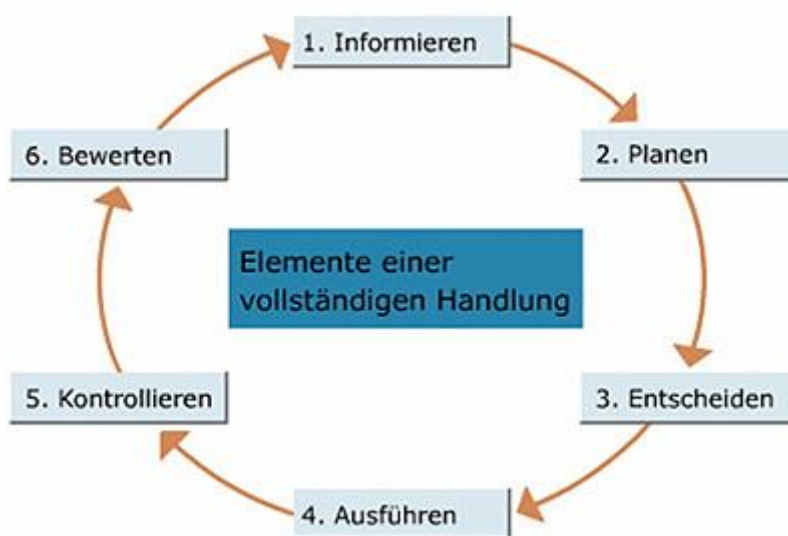 1. Informieren
2. Planen
3. Entscheiden
4. Ausführen
5. Kontrollieren
6. Bewerten
Elemente einer
vollständigen Handlung